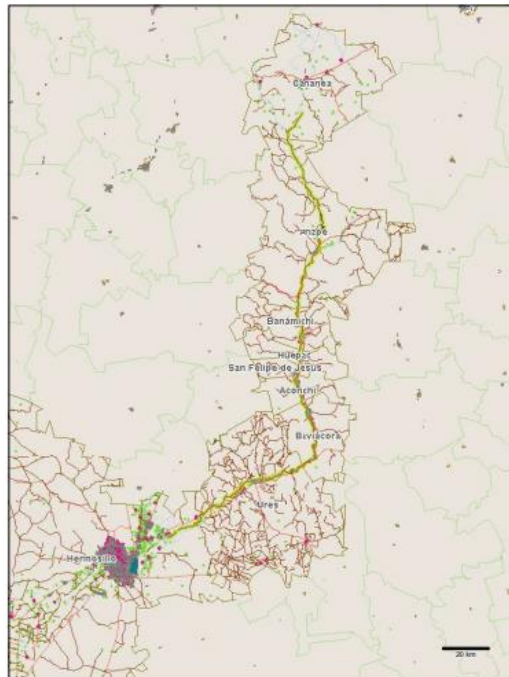 Cananea
Arizpe
Banámichi
Huépac
San Felipe de Jesús
Aconchi
Baviácora
Ures
Hermosillo
20 km